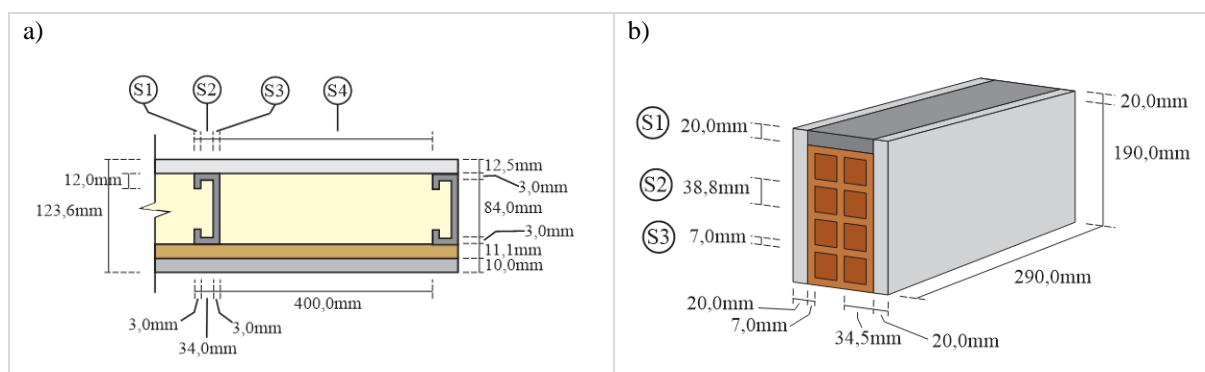 a)
S1
S2
S3
S4
12,0mm
123,6mm
12,5mm
3,0mm
84,0mm
3,0mm
11,1mm
10,0mm
400,0mm
3,0mm
3,0mm
34,0mm
b)
S1
20,0mm
20,0mm
190,0mm
S2
38,8mm
S3
7,0mm
290,0mm
20,0mm
7,0mm
34,5mm
20,0mm